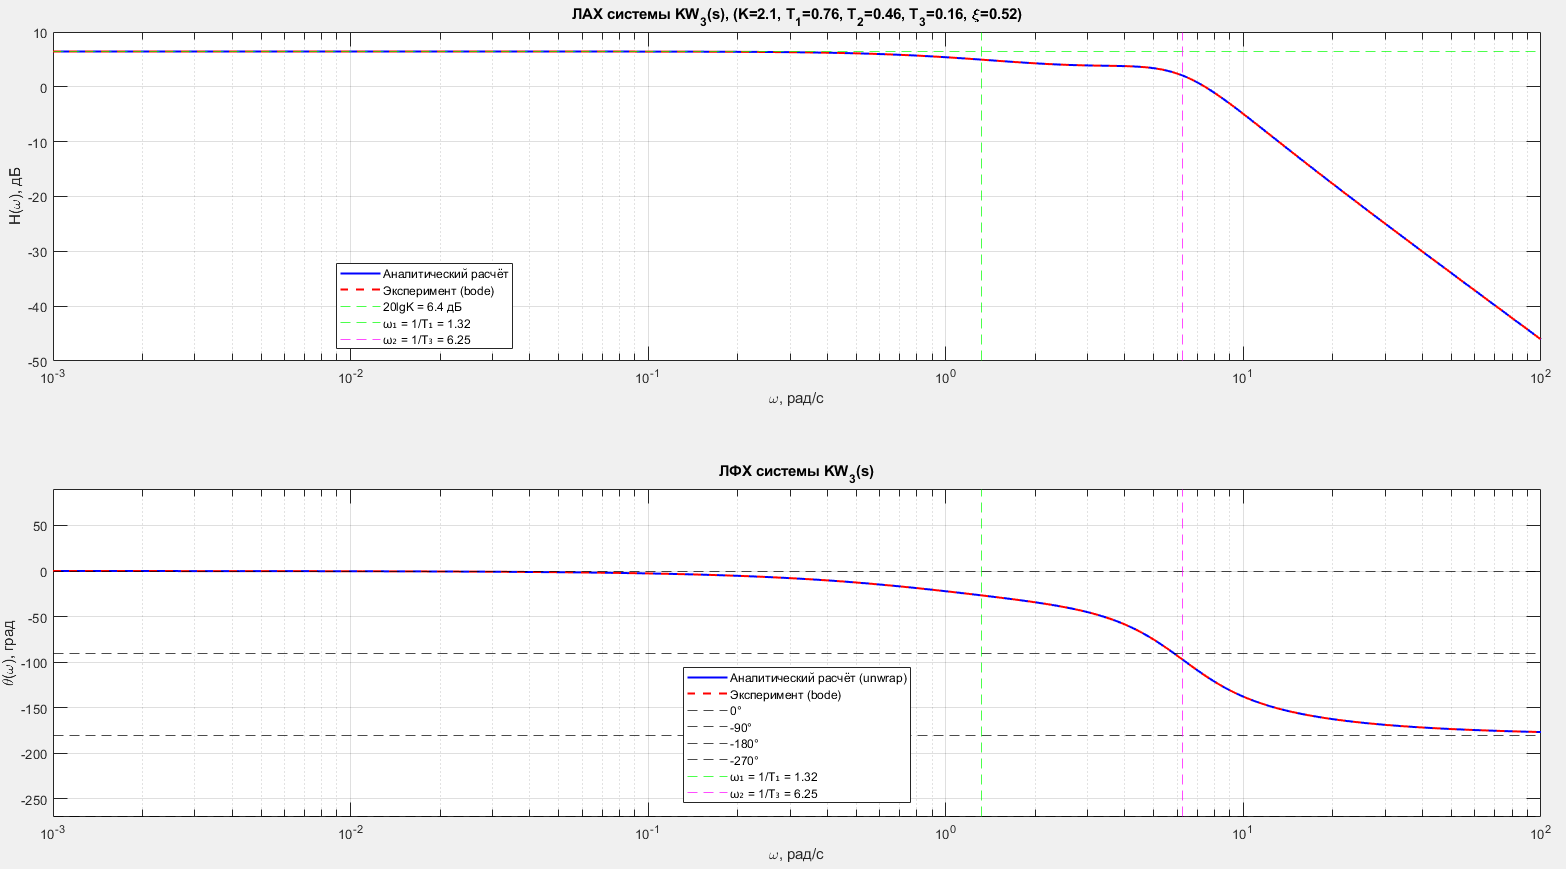 ЛАХ системы KW3(s), (K=2.1, T1=0.76, T2=0.46, T3=0.16, ξ=0.52)
10
0
-10
-20
-30
-40
-50
H(ω), дБ
Аналитический расчёт
Эксперимент (bode)
20lgK = 6.4 дБ
ω₁ = 1/T₁ = 1.32
ω₂ = 1/T₃ = 6.25
10-3 10-2 10-1 100 101 102
ω, рад/с
ЛФХ системы KW3(s)
50
0
-50
-100
-150
-200
-250
θ(ω), град
Аналитический расчёт (unwrap)
Эксперимент (bode)
0°
-90°
-180°
-270°
ω₁ = 1/T₁ = 1.32
ω₂ = 1/T₃ = 6.25
10-3 10-2 10-1 100 101 102
ω, рад/с